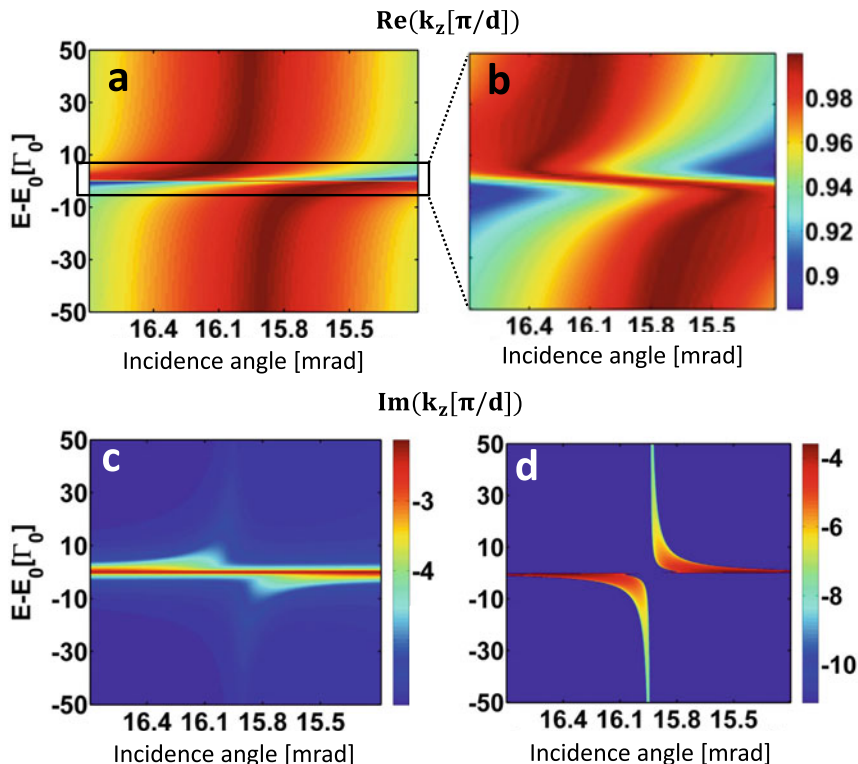 Re(k_z[π/d])
a
b
50
30
10
-10
-30
-50
E-E_0[Γ_0]
16.4 16.1 15.8 15.5
Incidence angle [mrad]
16.4 16.1 15.8 15.5
Incidence angle [mrad]
0.98
0.96
0.94
0.92
0.9
Im(k_z[π/d])
c
d
50
30
10
-10
-30
-50
E-E_0[Γ_0]
16.4 16.1 15.8 15.5
Incidence angle [mrad]
-3
-4
50
30
10
-10
-30
-50
16.4 16.1 15.8 15.5
Incidence angle [mrad]
-4
-6
-8
-10